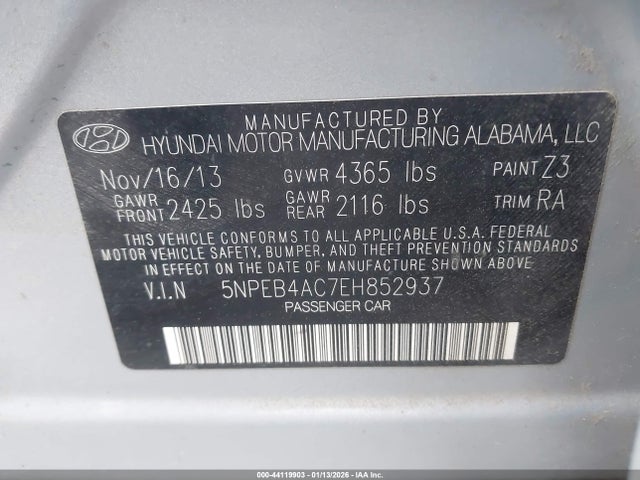 MANUFACTURED BY
HYUNDAI MOTOR MANUFACTURING ALABAMA, LLC
Nov/16/13 GVWR 4365 lbs PAINT Z3
GAWR FRONT 2425 lbs GAWR REAR 2116 lbs TRIM RA
THIS VEHICLE CONFORMS TO ALL APPLICABLE U.S.A. FEDERAL
MOTOR VEHICLE SAFETY, BUMPER, AND THEFT PREVENTION STANDARDS
IN EFFECT ON THE DATE OF MANUFACTURE SHOWN ABOVE.
V.I.N 5NPEB4AC7EH852937
PASSENGER CAR
000-44119903 - 01/13/2026 - IAA Inc.